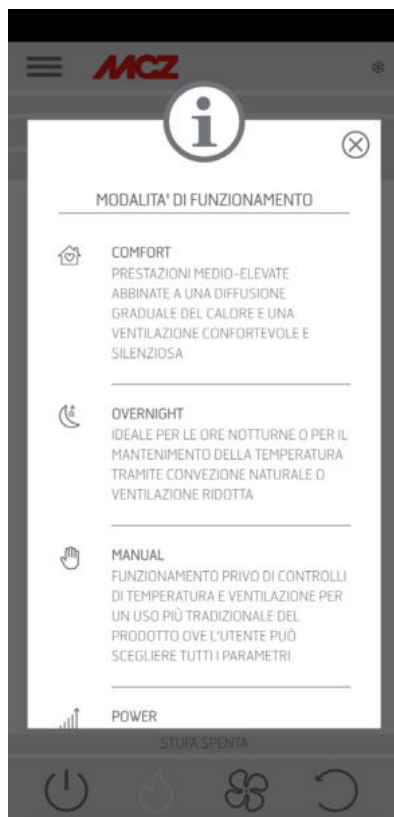 MCZ
MODALITA' DI FUNZIONAMENTO
COMFORT
PRESTAZIONI MEDIO-ELEVATE
ABBINATE A UNA DIFFUSIONE
GRADUALE DEL CALORE E UNA
VENTILAZIONE CONFORTEVOLE E
SILENZIOSA
OVERNIGHT
IDEALE PER LE ORE NOTTURNE O PER IL
MANTENIMENTO DELLA TEMPERATURA
TRAMITE CONVEZIONE NATURALE O
VENTILAZIONE RIDOTTA
MANUAL
FUNZIONAMENTO PRIVO DI CONTROLLI
DI TEMPERATURA E VENTILAZIONE PER
UN USO PIÙ TRADIZIONALE DEL
PRODOTTO OVE L'UTENTE PUÒ
SCEGLIERE TUTTI I PARAMETRI
POWER
STUFA SPENTA